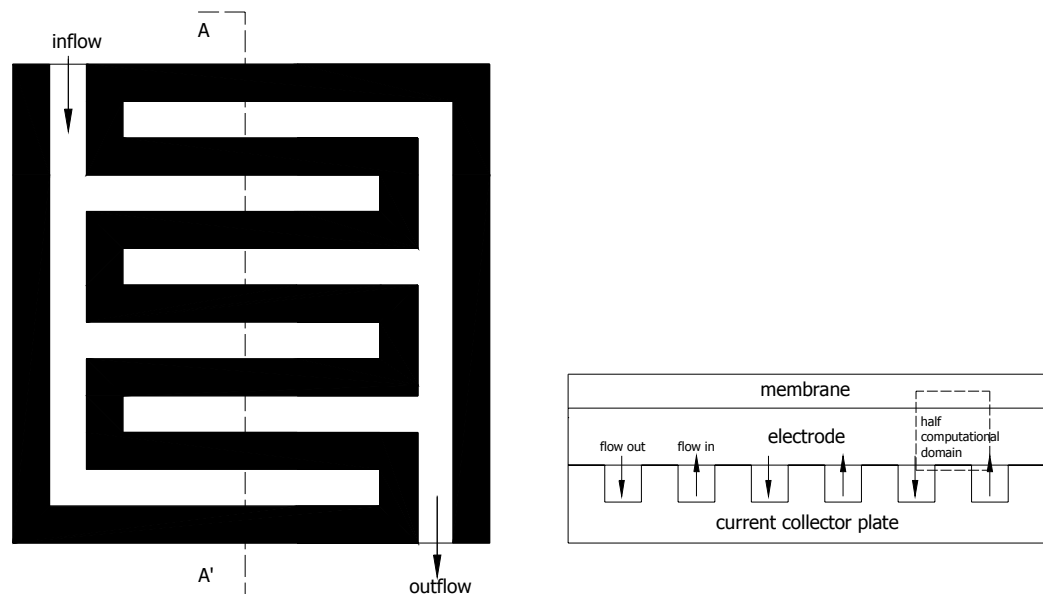 A
inflow
A'
outflow
membrane
electrode
flow out
flow in
half
computational
domain
current collector plate